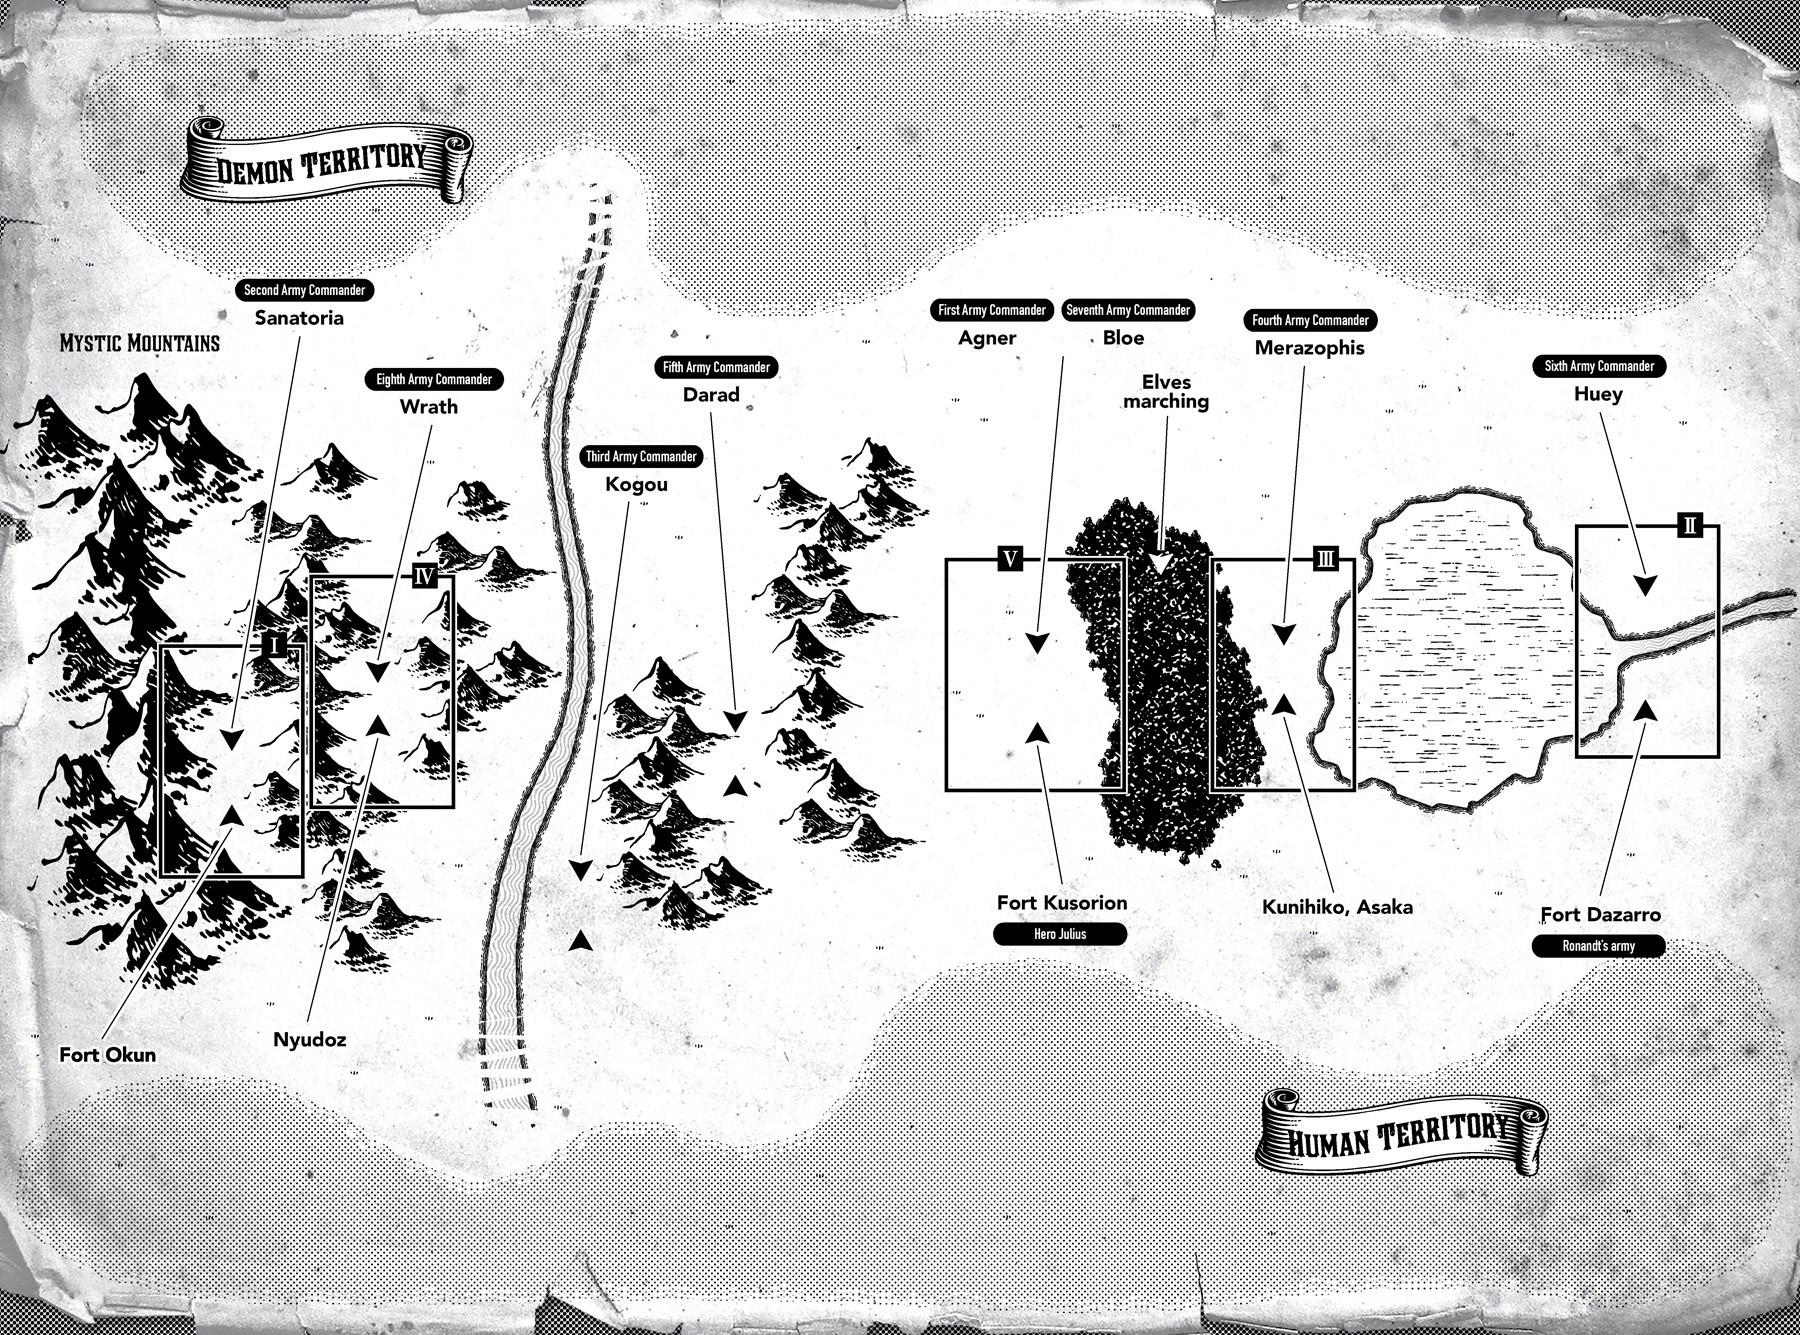 DEMON TERRITORY
Second Army Commander
Sanatoria
MYSTIC MOUNTAINS
Eighth Army Commander
Wrath
Fifth Army Commander
Darad
Third Army Commander
Kogou
First Army Commander
Agner
Seventh Army Commander
Bloe
Elves
marching
Fourth Army Commander
Merazophis
Sixth Army Commander
Huey
I
IV
V
III
II
Fort Okun
Nyudoz
Fort Kusorion
Hero Julius
Kunihiko, Asaka
Fort Dazarro
Ronandt's army
HUMAN TERRITORY